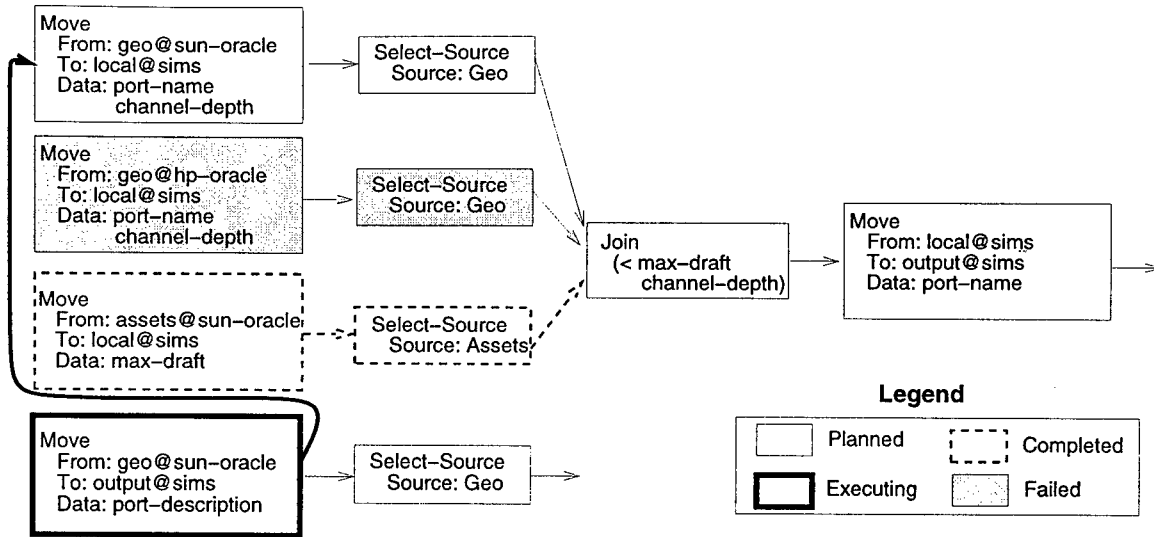 Move
From: geo@sun-oracle
To: local@sims
Data: port-name
channel-depth
Select-Source
Source: Geo
Move
From: geo@hp-oracle
To: local@sims
Data: port-name
channel-depth
Select-Source
Source: Geo
Move
From: assets@sun-oracle
To: local@sims
Data: max-draft
Select-Source
Source: Assets
Join
(< max-draft
channel-depth)
Move
From: local@sims
To: output@sims
Data: port-name
Move
From: geo@sun-oracle
To: output@sims
Data: port-description
Select-Source
Source: Geo
Legend
Planned
Completed
Executing
Failed